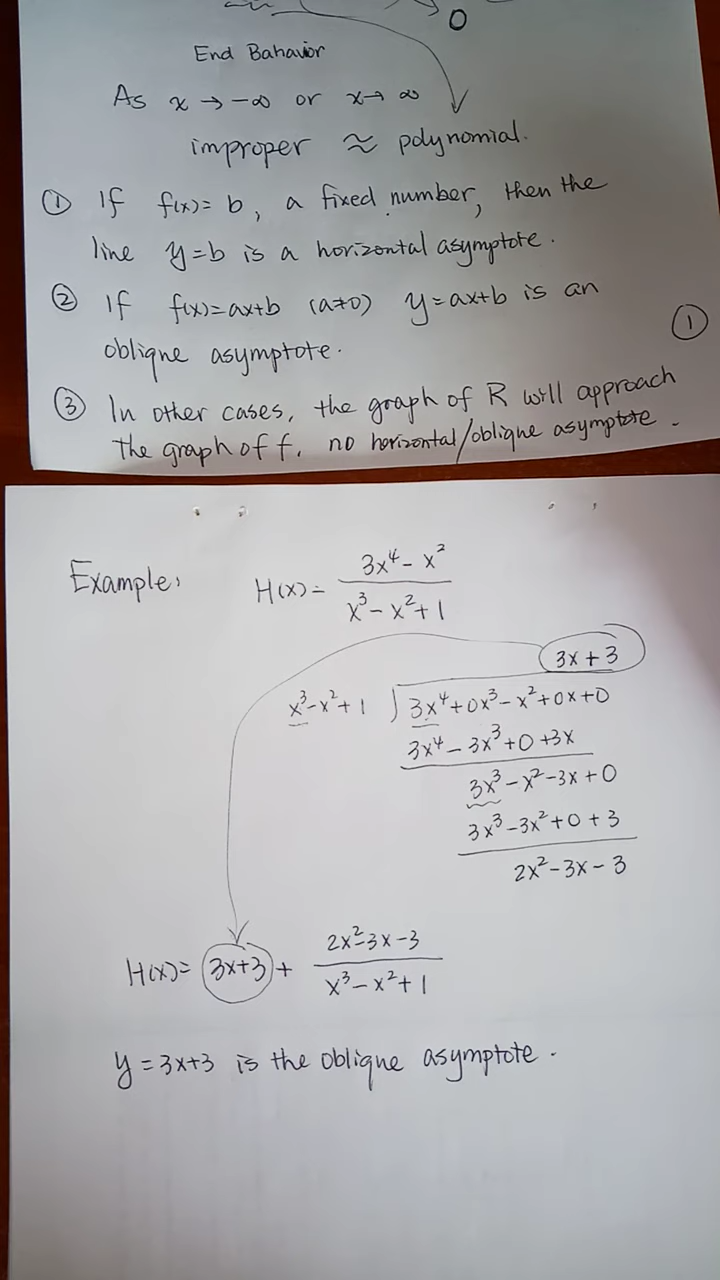 0
End Bahavior
As x → -∞ or x → ∞
improper ≈ polynomial.
① If f(x) = b, a fixed number, then the
line y = b is a horizontal asymptote.
② If f(x) = ax+b (a≠0) y = ax+b is an
oblique asymptote.
①
③ In other cases, the graph of R will approach
the graph of f, no horizontal/oblique asymptote.
Example:
H(x) = (3x⁴ - x²)/(x³ - x² + 1)
3x + 3
x³-x²+1 ) 3x⁴+0x³-x²+0x+0
3x⁴-3x³+0+3x
3x³-x²-3x+0
3x³-3x²+0+3
2x²-3x-3
H(x) = 3x+3 + (2x²-3x-3)/(x³-x²+1)
y = 3x+3 is the oblique asymptote.